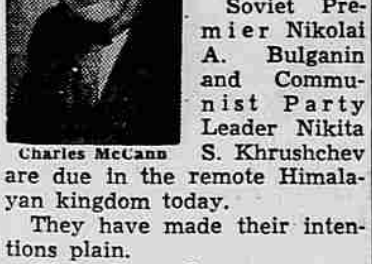 Soviet Pre-
mier Nikolai
A. Bulganin
and Commu-
nist Party
Leader Nikita
Charles McCann
S. Khrushchev
are due in the remote Himala-
yan kingdom today.
They have made their inten-
tions plain.